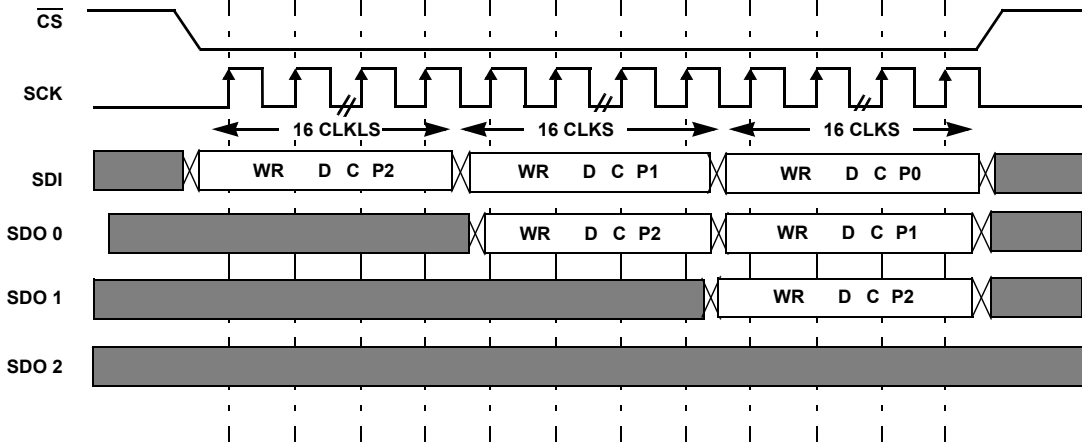 CS
SCK
16 CLKLS 16 CLKS 16 CLKS
SDI WR D C P2 WR D C P1 WR D C P0
SDO 0 WR D C P2 WR D C P1
SDO 1 WR D C P2
SDO 2